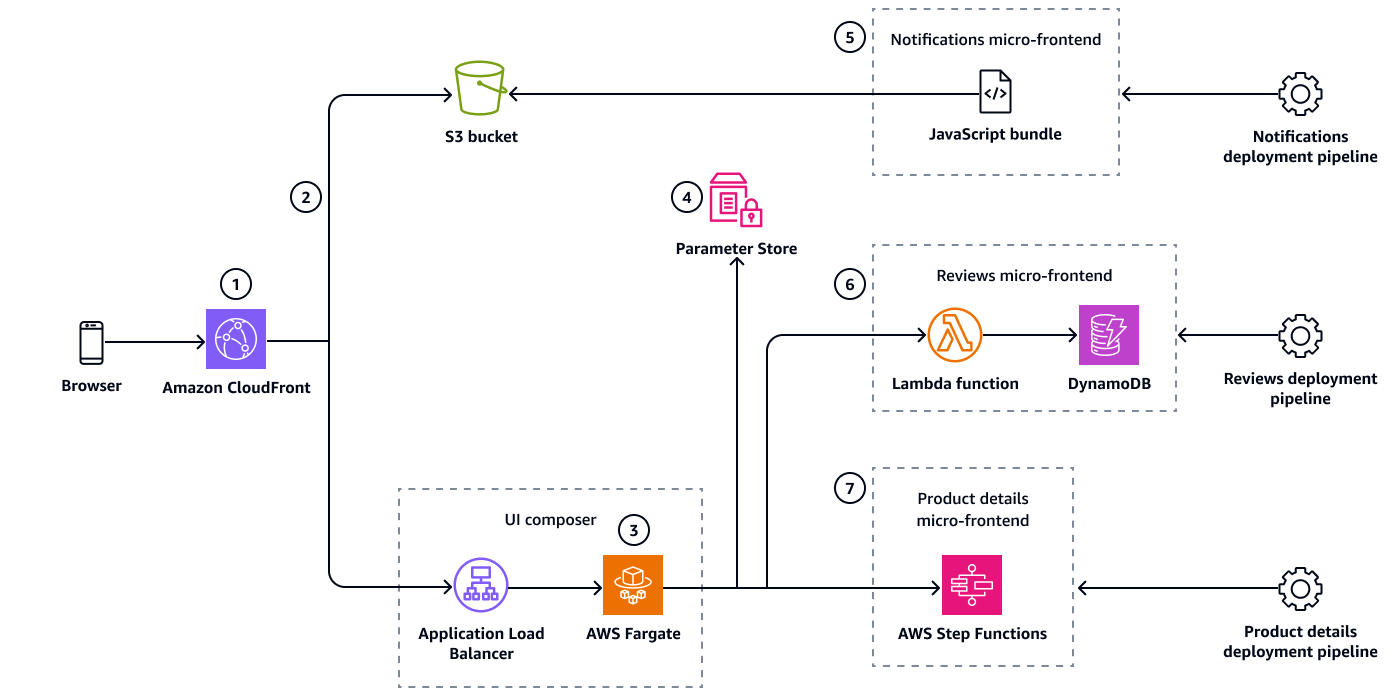 5
Notifications micro-frontend
</>
JavaScript bundle
Notifications
deployment pipeline
S3 bucket
2
4
Parameter Store
1
Browser
Amazon CloudFront
6
Reviews micro-frontend
Lambda function
DynamoDB
Reviews deployment
pipeline
UI composer
3
Application Load
Balancer
AWS Fargate
7
Product details
micro-frontend
AWS Step Functions
Product details
deployment pipeline